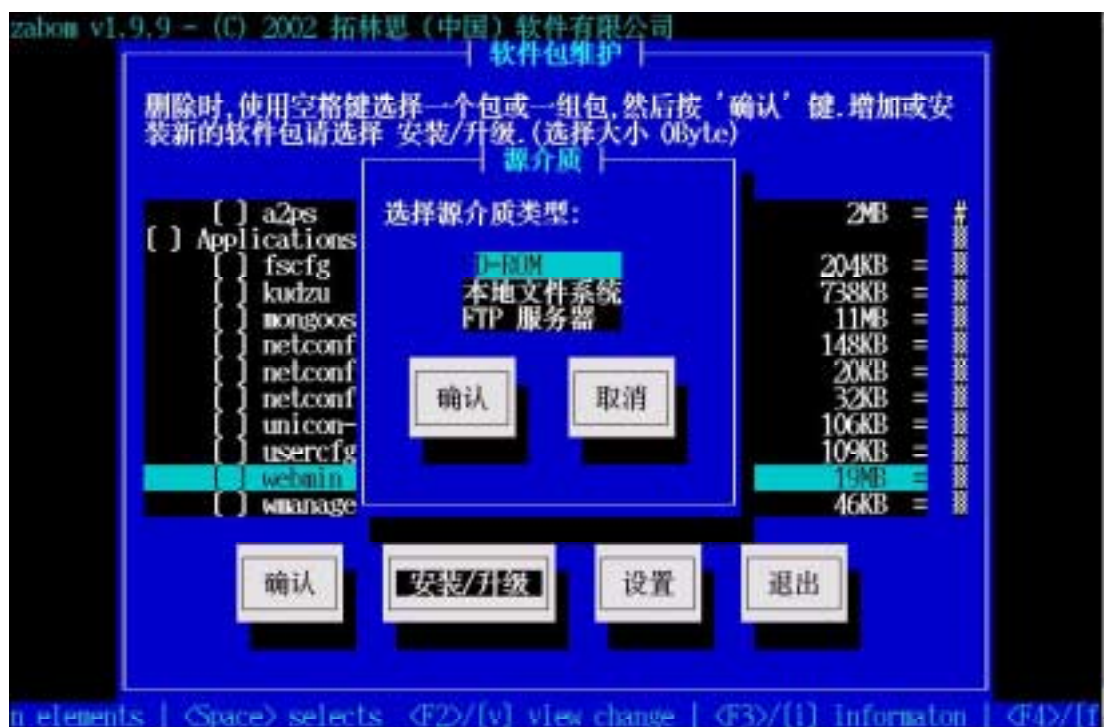 zabom v1.9.9 - (C) 2002 拓林思 (中国) 软件有限公司
软件包维护
删除时,使用空格键选择一个包或一组包,然后按 '确认' 键.增加或安
装新的软件包请选择 安装/升级.(选择大小 0Byte)
源介质
选择源介质类型:
D-ROM
本地文件系统
FTP 服务器
确认 取消
[ ] a2ps 2MB = #
[ ] Applications
[ ] fscfg 204KB =
[ ] kudzu 738KB =
[ ] mongoos 11MB =
[ ] netconf 148KB =
[ ] netconf 20KB =
[ ] netconf 32KB =
[ ] unicon- 106KB =
[ ] usercfg 109KB =
[ ] webmin 19MB =
[ ] wmanage 46KB =
确认 安装/升级 设置 退出
n elements | <Space> selects <F2>/[v] view change | <F3>/[i] Informaton | <F4>/[f